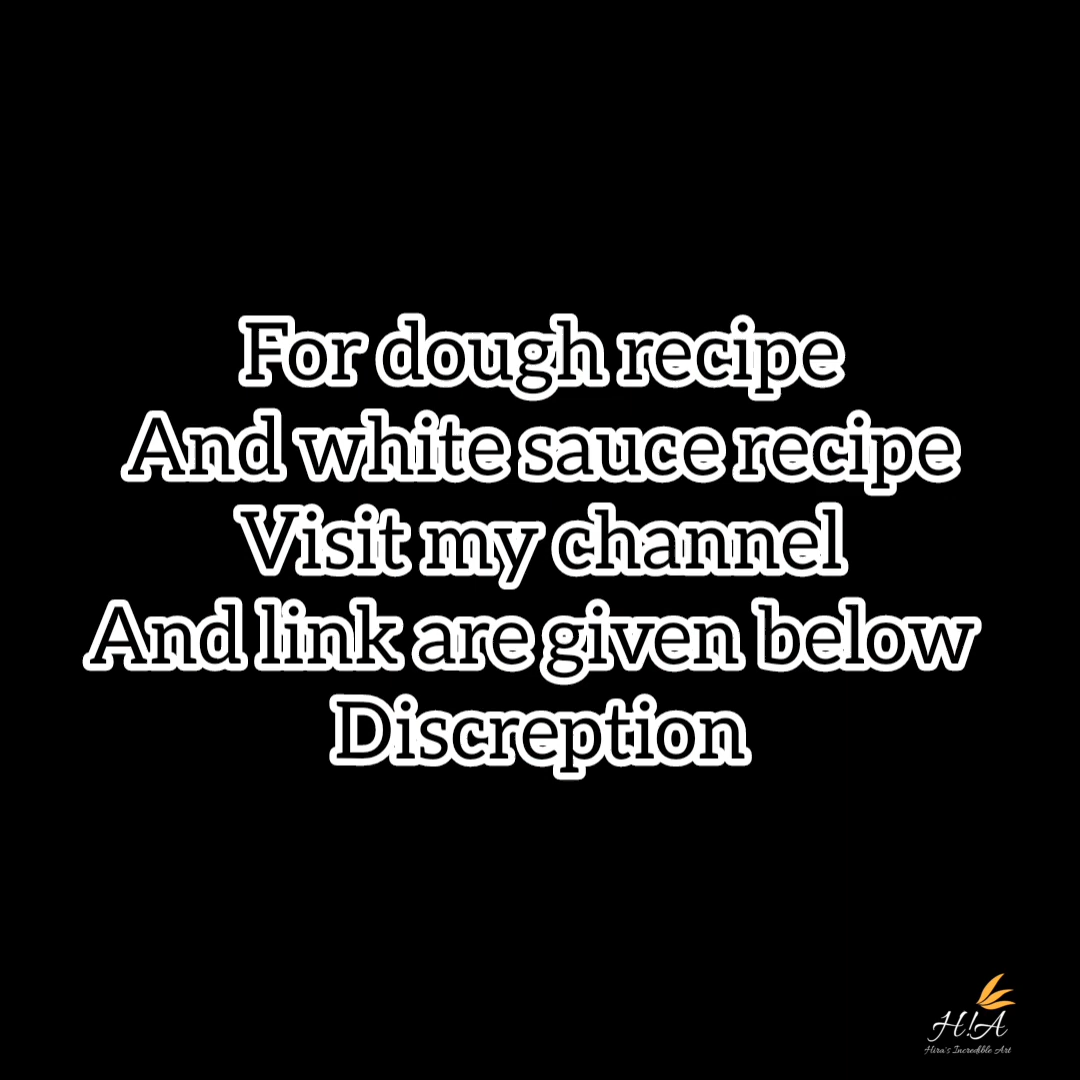 For dough recipe
And white sauce recipe
Visit my channel
And link are given below
Discreption
H!A
Hira's Incredible Art